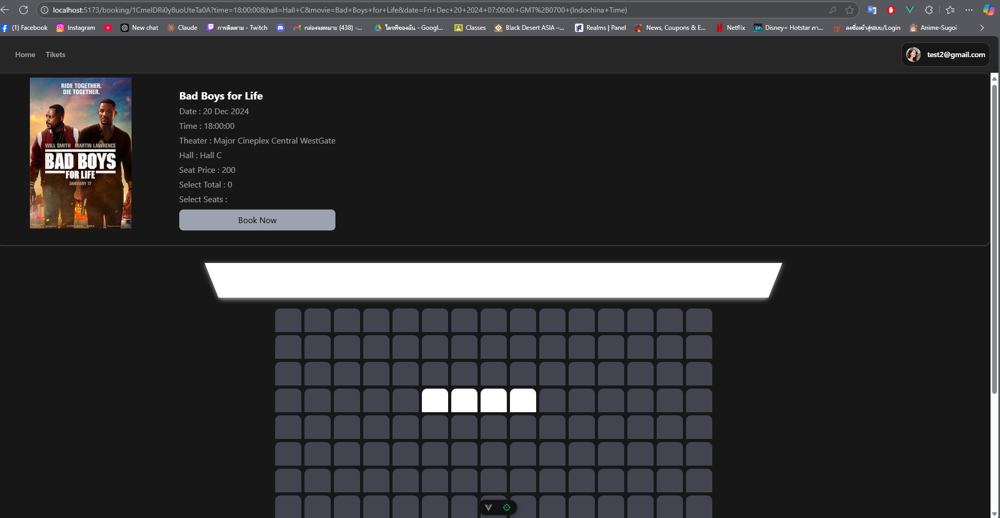 localhost:5173/booking/1CmelDRi0y8uoUteTa0A?time=18:00:00&hall=Hall+C&movie=Bad+Boys+for+Life&date=Fri+Dec+20+2024+07:00:00+GMT%2B0700+(Indochina+Time)
(1) Facebook Instagram New chat Claude การติดตาม - Twitch กล่องจดหมาย (438) -... ไดรฟ์ของฉัน - Googl... Classes Black Desert ASIA –... Realms | Panel News, Coupons & E... Netflix Disney+ Hotstar ภา... ลงชื่อเข้าสู่ระบบ/Login Anime-Sugoi
Home Tikets test2@gmail.com
RIDE TOGETHER.
DIE TOGETHER.
WILL SMITH MARTIN LAWRENCE
BAD BOYS
FOR LIFE
JANUARY 17
Bad Boys for Life
Date : 20 Dec 2024
Time : 18:00:00
Theater : Major Cineplex Central WestGate
Hall : Hall C
Seat Price : 200
Select Total : 0
Select Seats :
Book Now